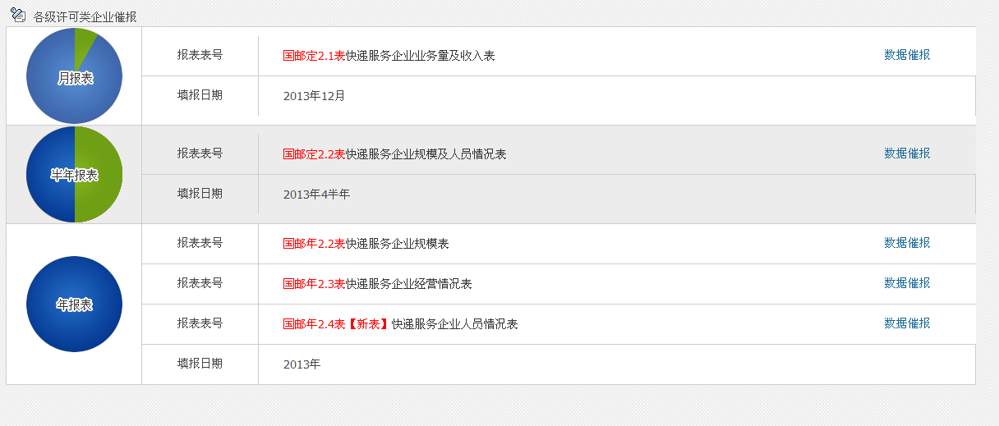 各级许可类企业催报
月报表
报表表号 国邮定2.1表快递服务企业业务量及收入表 数据催报
填报日期 2013年12月
半年报表
报表表号 国邮定2.2表快递服务企业规模及人员情况表 数据催报
填报日期 2013年4半年
年报表
报表表号 国邮年2.2表快递服务企业规模表 数据催报
报表表号 国邮年2.3表快递服务企业经营情况表 数据催报
报表表号 国邮年2.4表【新表】快递服务企业人员情况表 数据催报
填报日期 2013年